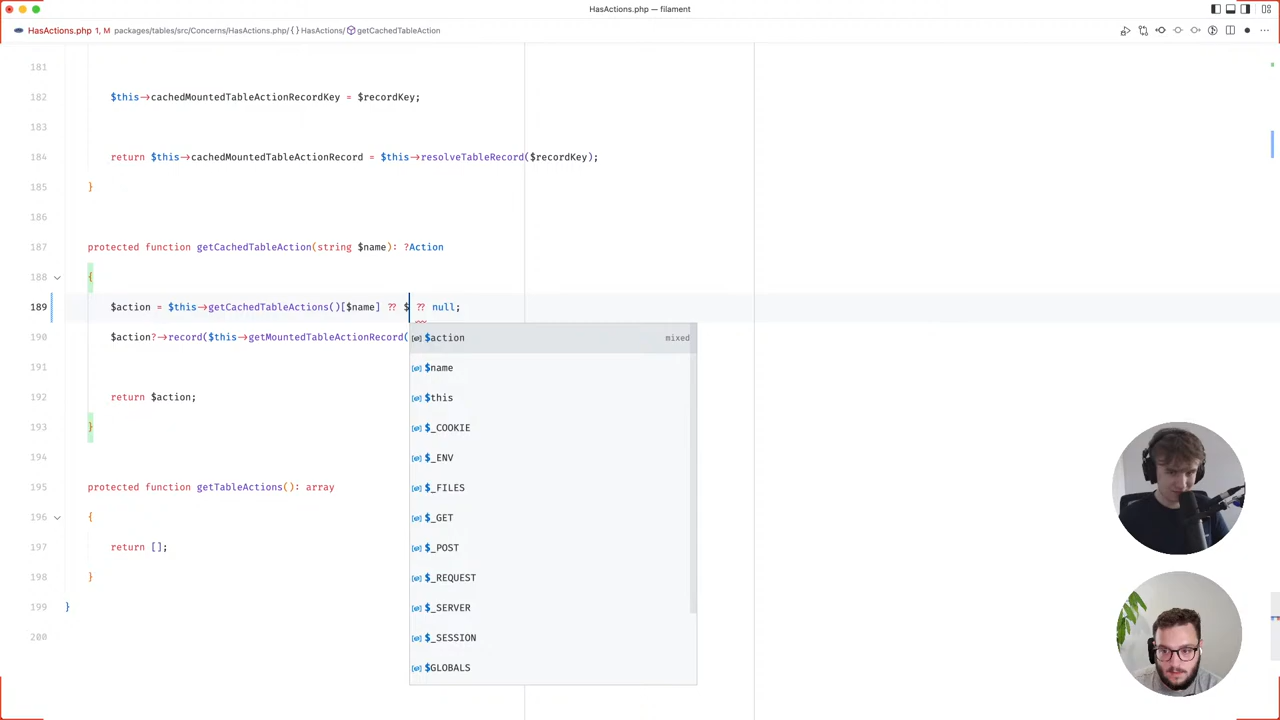 HasActions.php — filament
HasActions.php 1, M packages/tables/src/Concerns/HasActions.php/{ } HasActions/ getCachedTableAction
181
182 $this->cachedMountedTableActionRecordKey = $recordKey;
183
184 return $this->cachedMountedTableActionRecord = $this->resolveTableRecord($recordKey);
185 }
186
187 protected function getCachedTableAction(string $name): ?Action
188 {
189 $action = $this->getCachedTableActions()[$name] ?? $ ?? null;
190 $action?->record($this->getMountedTableActionRecord(
$action mixed
191
$name
192 return $action;
$this
193 }
$_COOKIE
194
$_ENV
195 protected function getTableActions(): array
$_FILES
196 {
$_GET
197 return [];
$_POST
198 }
$_REQUEST
199 }
$_SERVER
200
$_SESSION
$GLOBALS